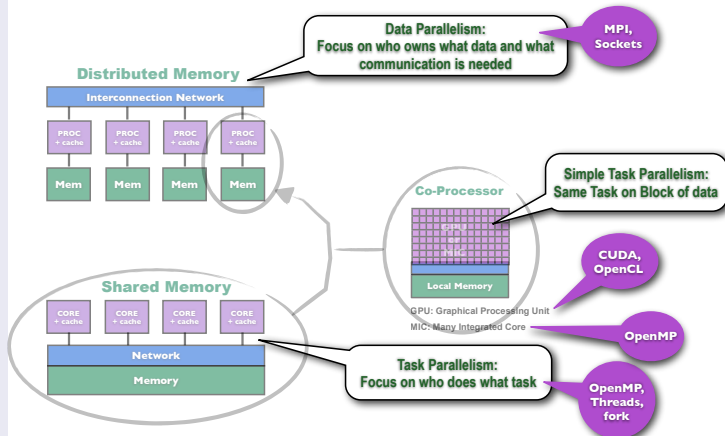 Data Parallelism:
Focus on who owns what data and what
communication is needed
MPI,
Sockets
Distributed Memory
Interconnection Network
PROC
+ cache
PROC
+ cache
PROC
+ cache
PROC
+ cache
Mem
Mem
Mem
Mem
Simple Task Parallelism:
Same Task on Block of data
Co-Processor
GPU
or
MIC
Local Memory
CUDA,
OpenCL
GPU: Graphical Processing Unit
MIC: Many Integrated Core
OpenMP
Shared Memory
CORE
+ cache
CORE
+ cache
CORE
+ cache
CORE
+ cache
Network
Memory
Task Parallelism:
Focus on who does what task
OpenMP,
Threads,
fork